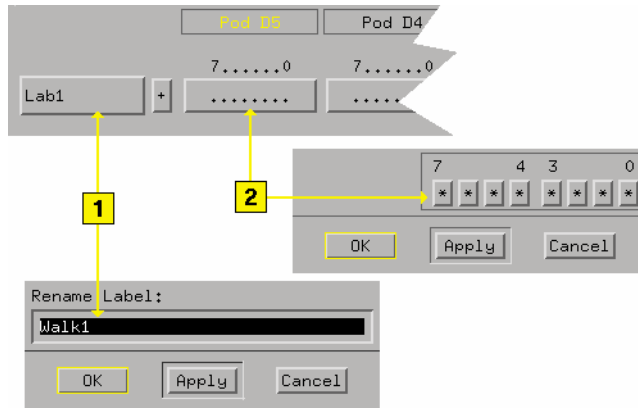 Pod D5 Pod D4
7......0 7......0
Lab1 + ........ .....
7 4 3 0
* * * * * * * *
1 2
OK Apply Cancel
Rename Label:
Walk1
OK Apply Cancel